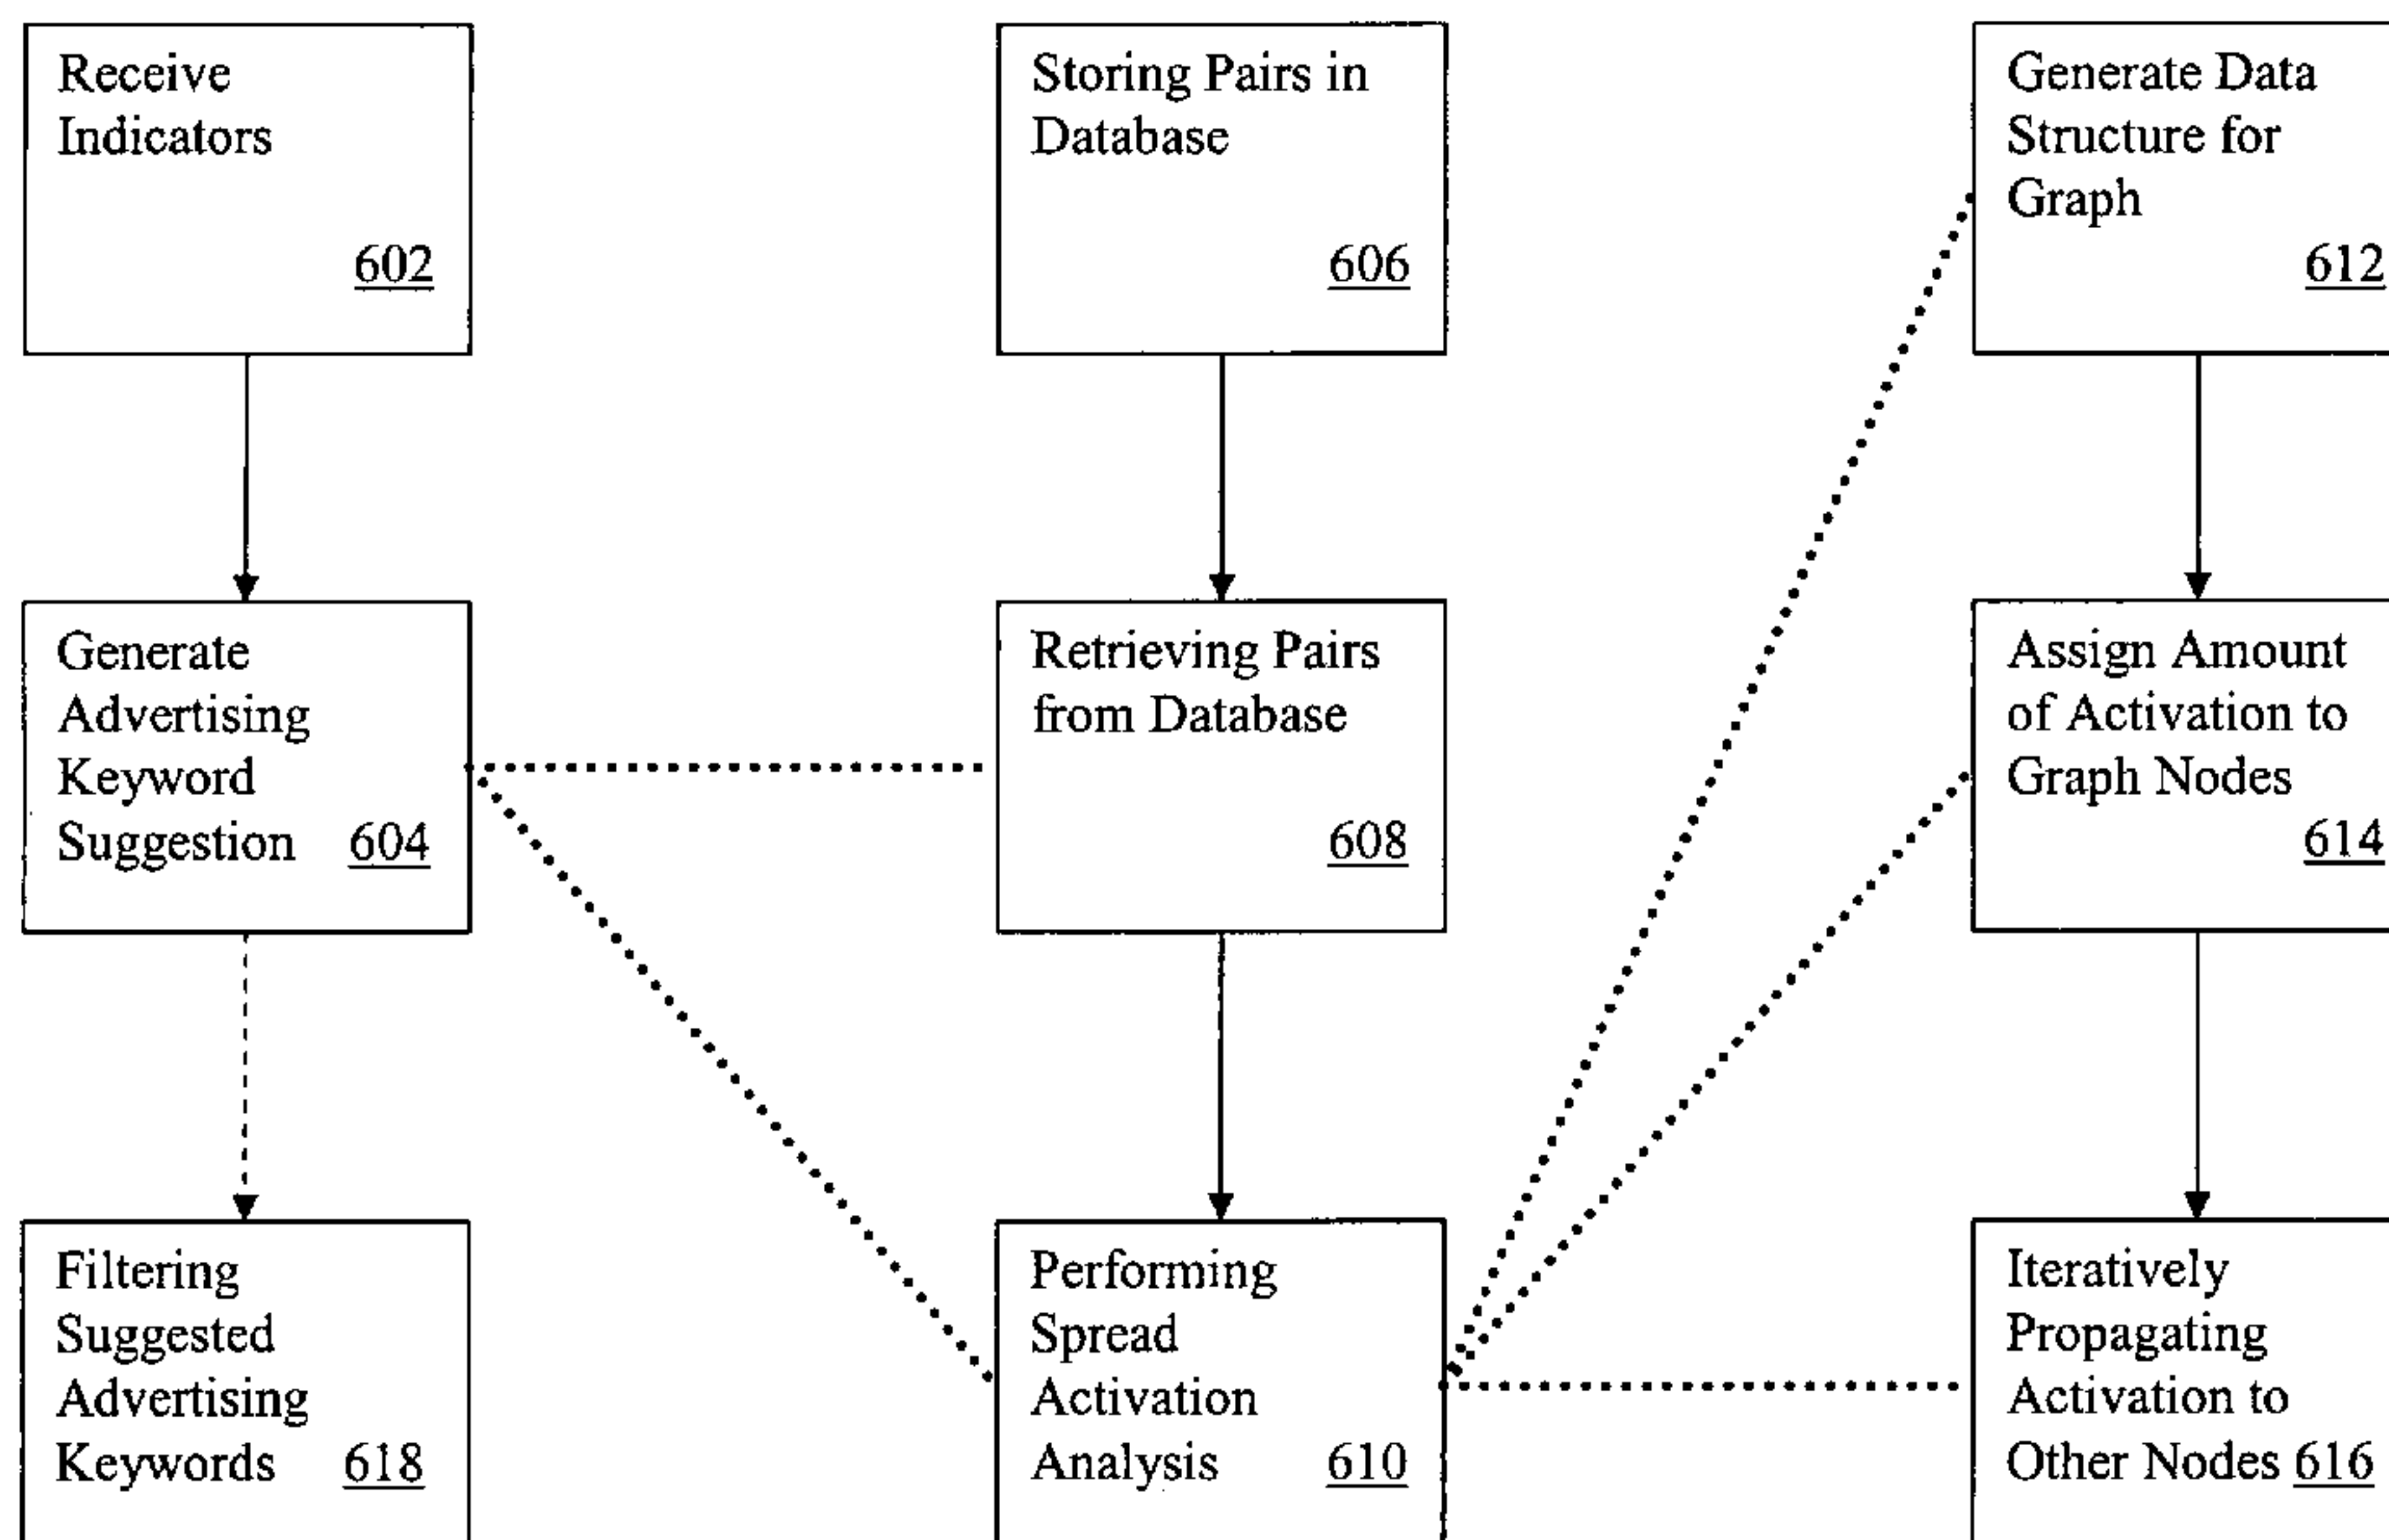 Receive
Indicators
602
Storing Pairs in
Database
606
Generate Data
Structure for
Graph
612
Generate
Advertising
Keyword
Suggestion 604
Retrieving Pairs
from Database
608
Assign Amount
of Activation to
Graph Nodes
614
Filtering
Suggested
Advertising
Keywords 618
Performing
Spread
Activation
Analysis 610
Iteratively
Propagating
Activation to
Other Nodes 616